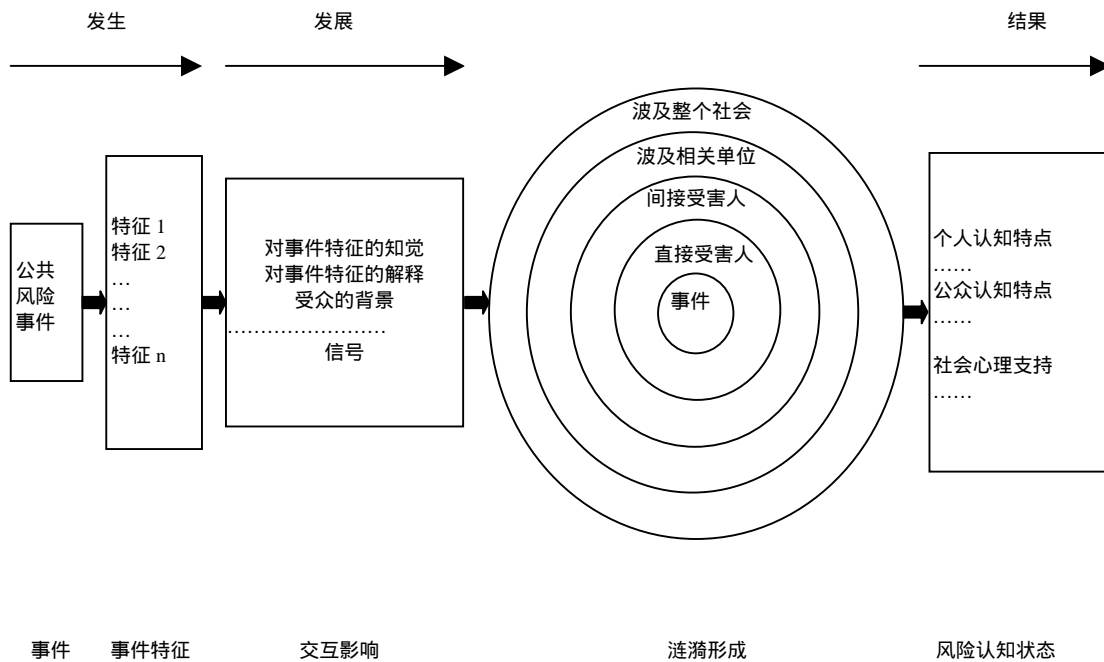 发生
发展
结果
公共
风险
事件
特征 1
特征 2
…
…
…
特征 n
对事件特征的知觉
对事件特征的解释
受众的背景
……………………
信号
波及整个社会
波及相关单位
间接受害人
直接受害人
事件
个人认知特点
……
公众认知特点
……
社会心理支持
……
事件
事件特征
交互影响
涟漪形成
风险认知状态